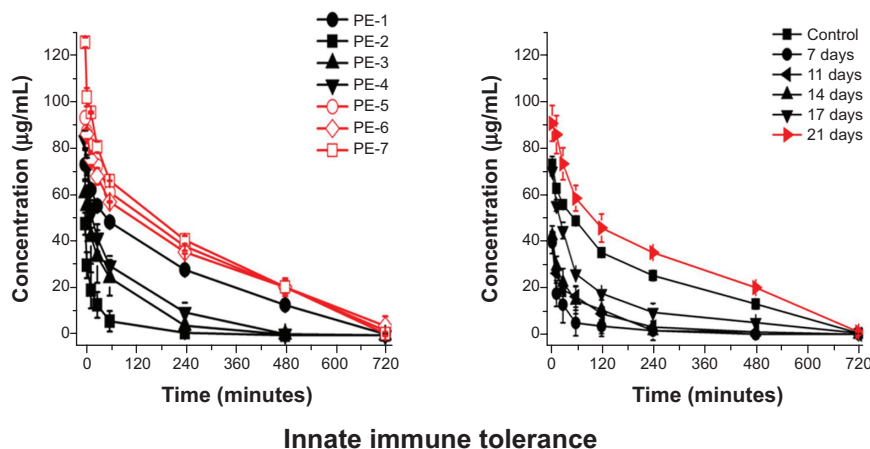 Concentration (µg/mL)
120
100
80
60
40
20
0
0
120
240
360
480
600
720
Time (minutes)
PE-1
PE-2
PE-3
PE-4
PE-5
PE-6
PE-7
Concentration (µg/mL)
120
100
80
60
40
20
0
0
120
240
360
480
600
720
Time (minutes)
Control
7 days
11 days
14 days
17 days
21 days
Innate immune tolerance